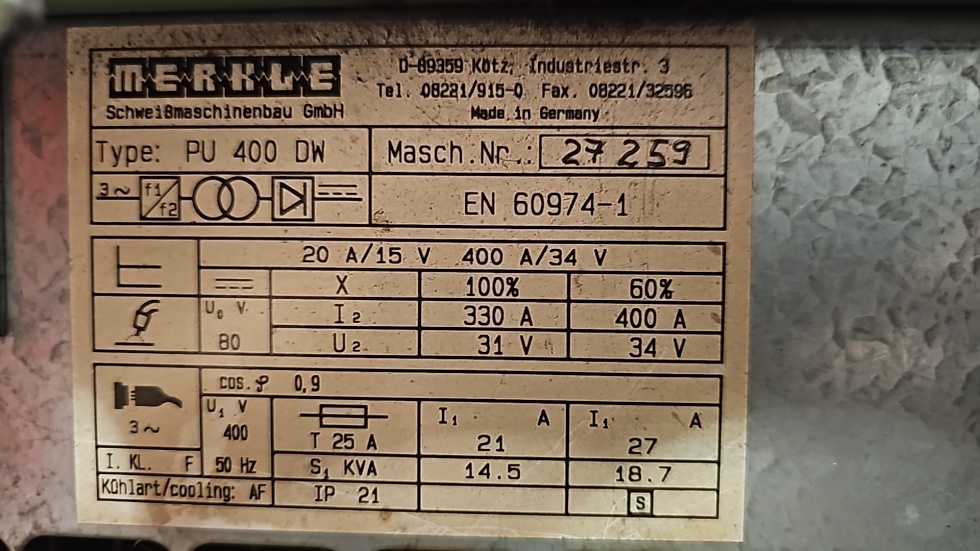 MERKLE
Schweißmaschinenbau GmbH
D-89359 Kötz, Industriestr. 3
Tel. 08221/915-0 Fax. 08221/32596
Made in Germany
Type: PU 400 DW
Masch.Nr.: 27 259
3~ f1/f2
EN 60974-1
20 A/15 V 400 A/34 V
X 100% 60%
U₀ V I₂ 330 A 400 A
80 U₂ 31 V 34 V
cos.φ 0,9
U₁ V I₁ A I₁ A
3~ 400 T 25 A 21 27
I. KL. F 50 Hz S₁ KVA 14.5 18.7
Kühlart/cooling: AF IP 21 S